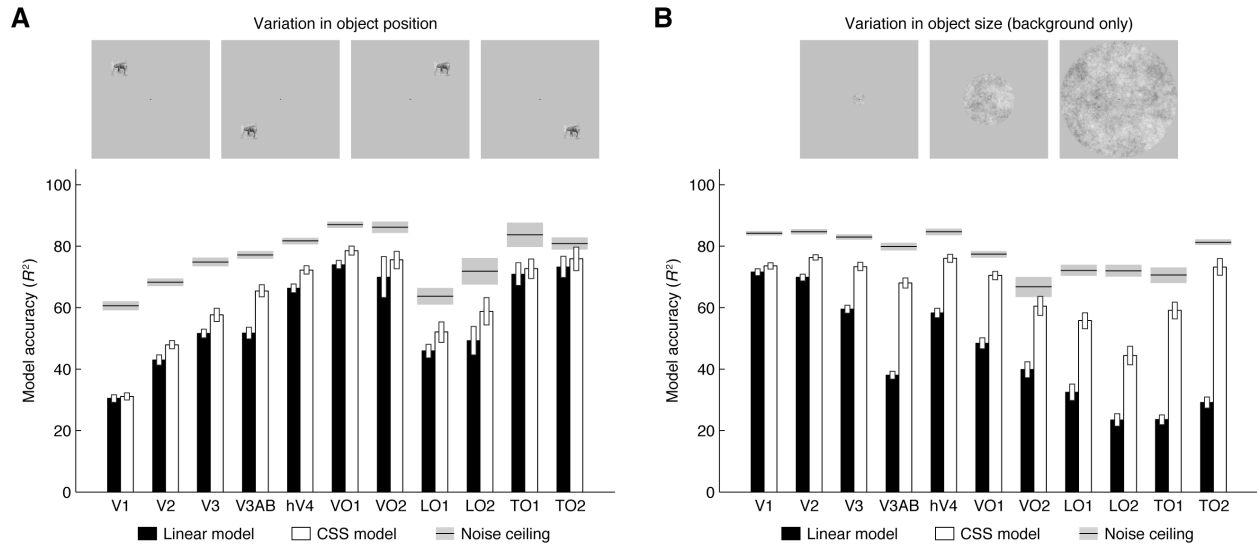 A
Variation in object position
Model accuracy (R²)
100
80
60
40
20
0
V1 V2 V3 V3AB hV4 VO1 VO2 LO1 LO2 TO1 TO2
Linear model CSS model Noise ceiling
B
Variation in object size (background only)
Model accuracy (R²)
100
80
60
40
20
0
V1 V2 V3 V3AB hV4 VO1 VO2 LO1 LO2 TO1 TO2
Linear model CSS model Noise ceiling